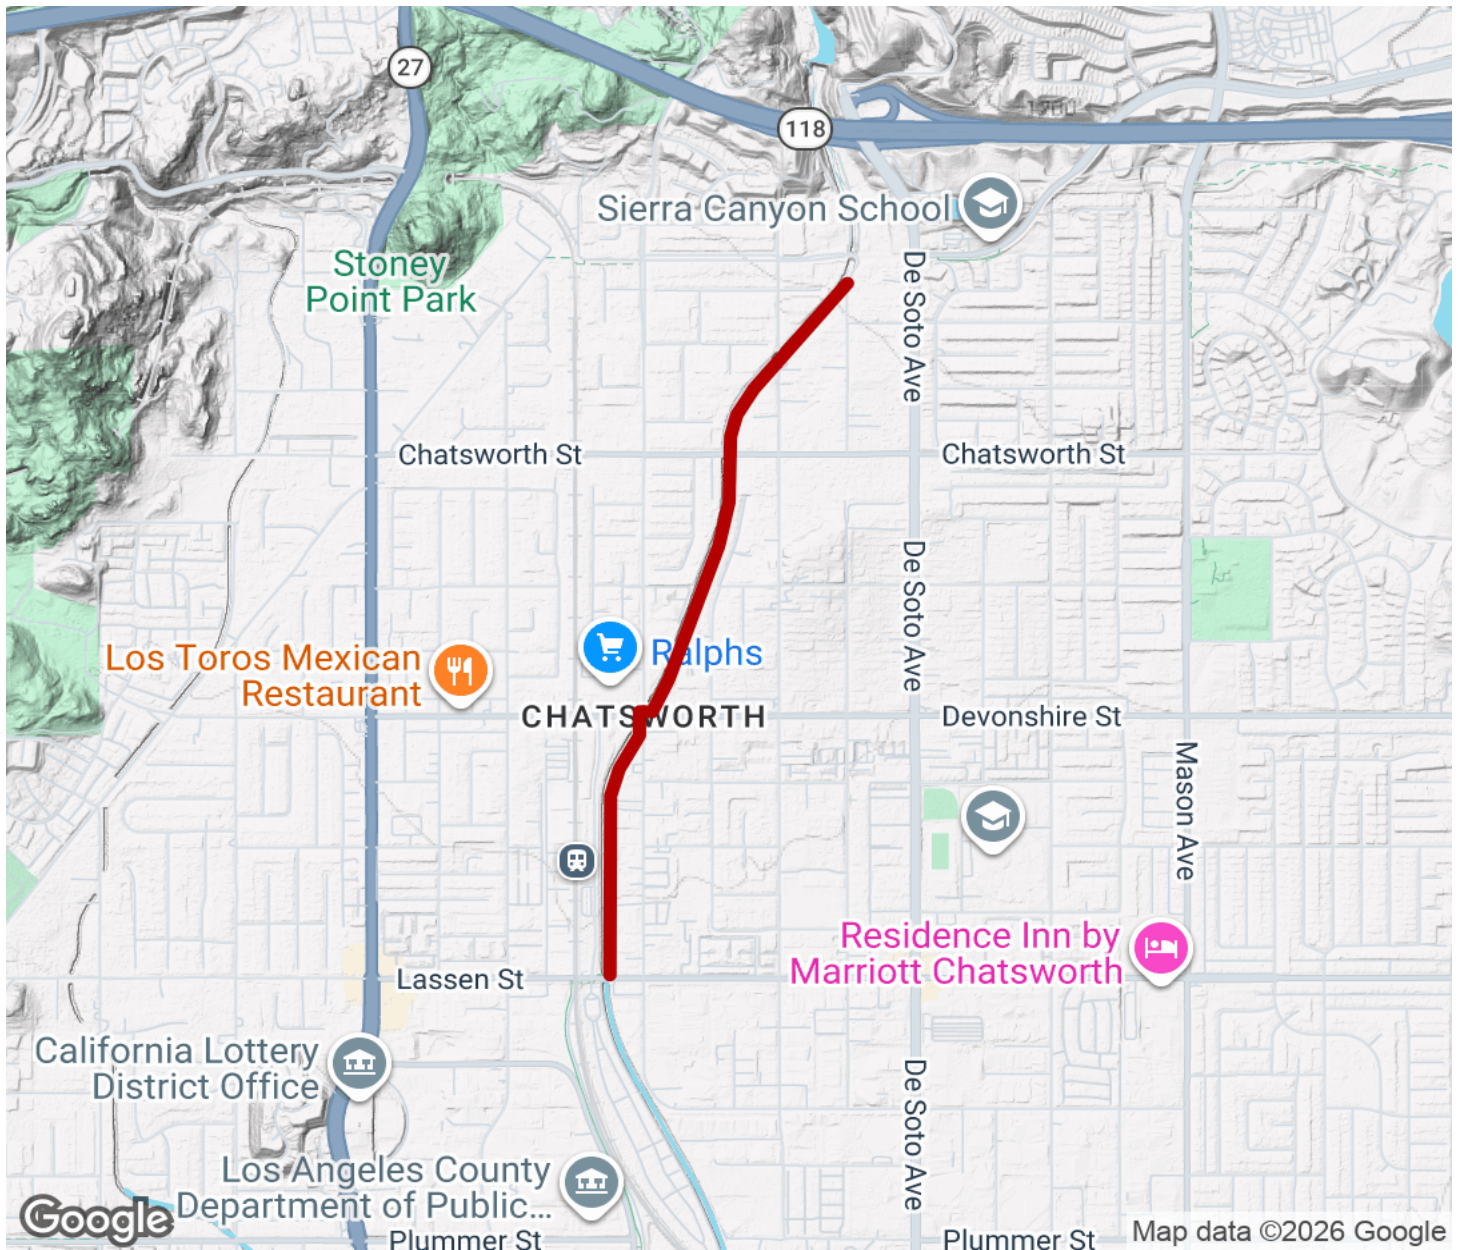 27
118
1700
Sierra Canyon School
Stoney
Point Park
De Soto Ave
Chatsworth St
Chatsworth St
De Soto Ave
Los Toros Mexican
Restaurant
Ralphs
CHATSWORTH
Devonshire St
Mason Ave
Residence Inn by
Marriott Chatsworth
Lassen St
California Lottery
District Office
De Soto Ave
Los Angeles County
Department of Public...
Google
Plummer St
Plummer St
Map data ©2026 Google